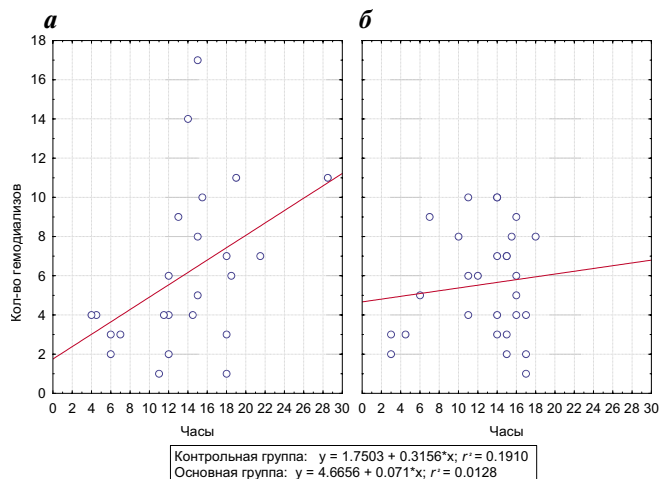 а б
18
16
14
12
10
8
6
4
2
0
Кол-во гемодиализов
0 2 4 6 8 10 12 14 16 18 20 22 24 26 28 30 0 2 4 6 8 10 12 14 16 18 20 22 24 26 28 30
Часы Часы
Контрольная группа: y = 1.7503 + 0.3156*x; r² = 0.1910
Основная группа: y = 4.6656 + 0.071*x; r² = 0.0128